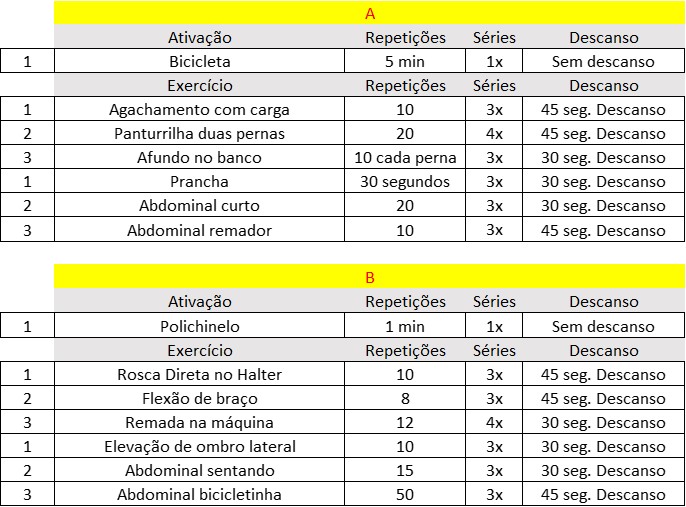 A
Ativação Repetições Séries Descanso
1 Bicicleta 5 min 1x Sem descanso
Exercício Repetições Séries Descanso
1 Agachamento com carga 10 3x 45 seg. Descanso
2 Panturrilha duas pernas 20 4x 45 seg. Descanso
3 Afundo no banco 10 cada perna 3x 30 seg. Descanso
1 Prancha 30 segundos 3x 30 seg. Descanso
2 Abdominal curto 20 3x 30 seg. Descanso
3 Abdominal remador 10 3x 45 seg. Descanso
B
Ativação Repetições Séries Descanso
1 Polichinelo 1 min 1x Sem descanso
Exercício Repetições Séries Descanso
1 Rosca Direta no Halter 10 3x 45 seg. Descanso
2 Flexão de braço 8 3x 45 seg. Descanso
3 Remada na máquina 12 4x 30 seg. Descanso
1 Elevação de ombro lateral 10 3x 30 seg. Descanso
2 Abdominal sentando 15 3x 30 seg. Descanso
3 Abdominal bicicletinha 50 3x 45 seg. Descanso